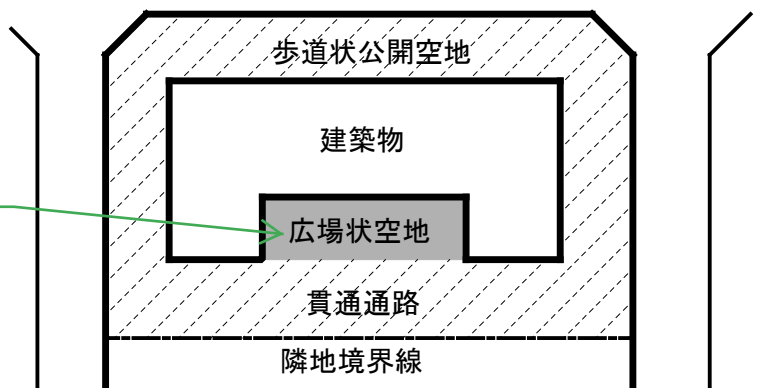 歩道状公開空地
建築物
広場状空地
貫通通路
隣地境界線